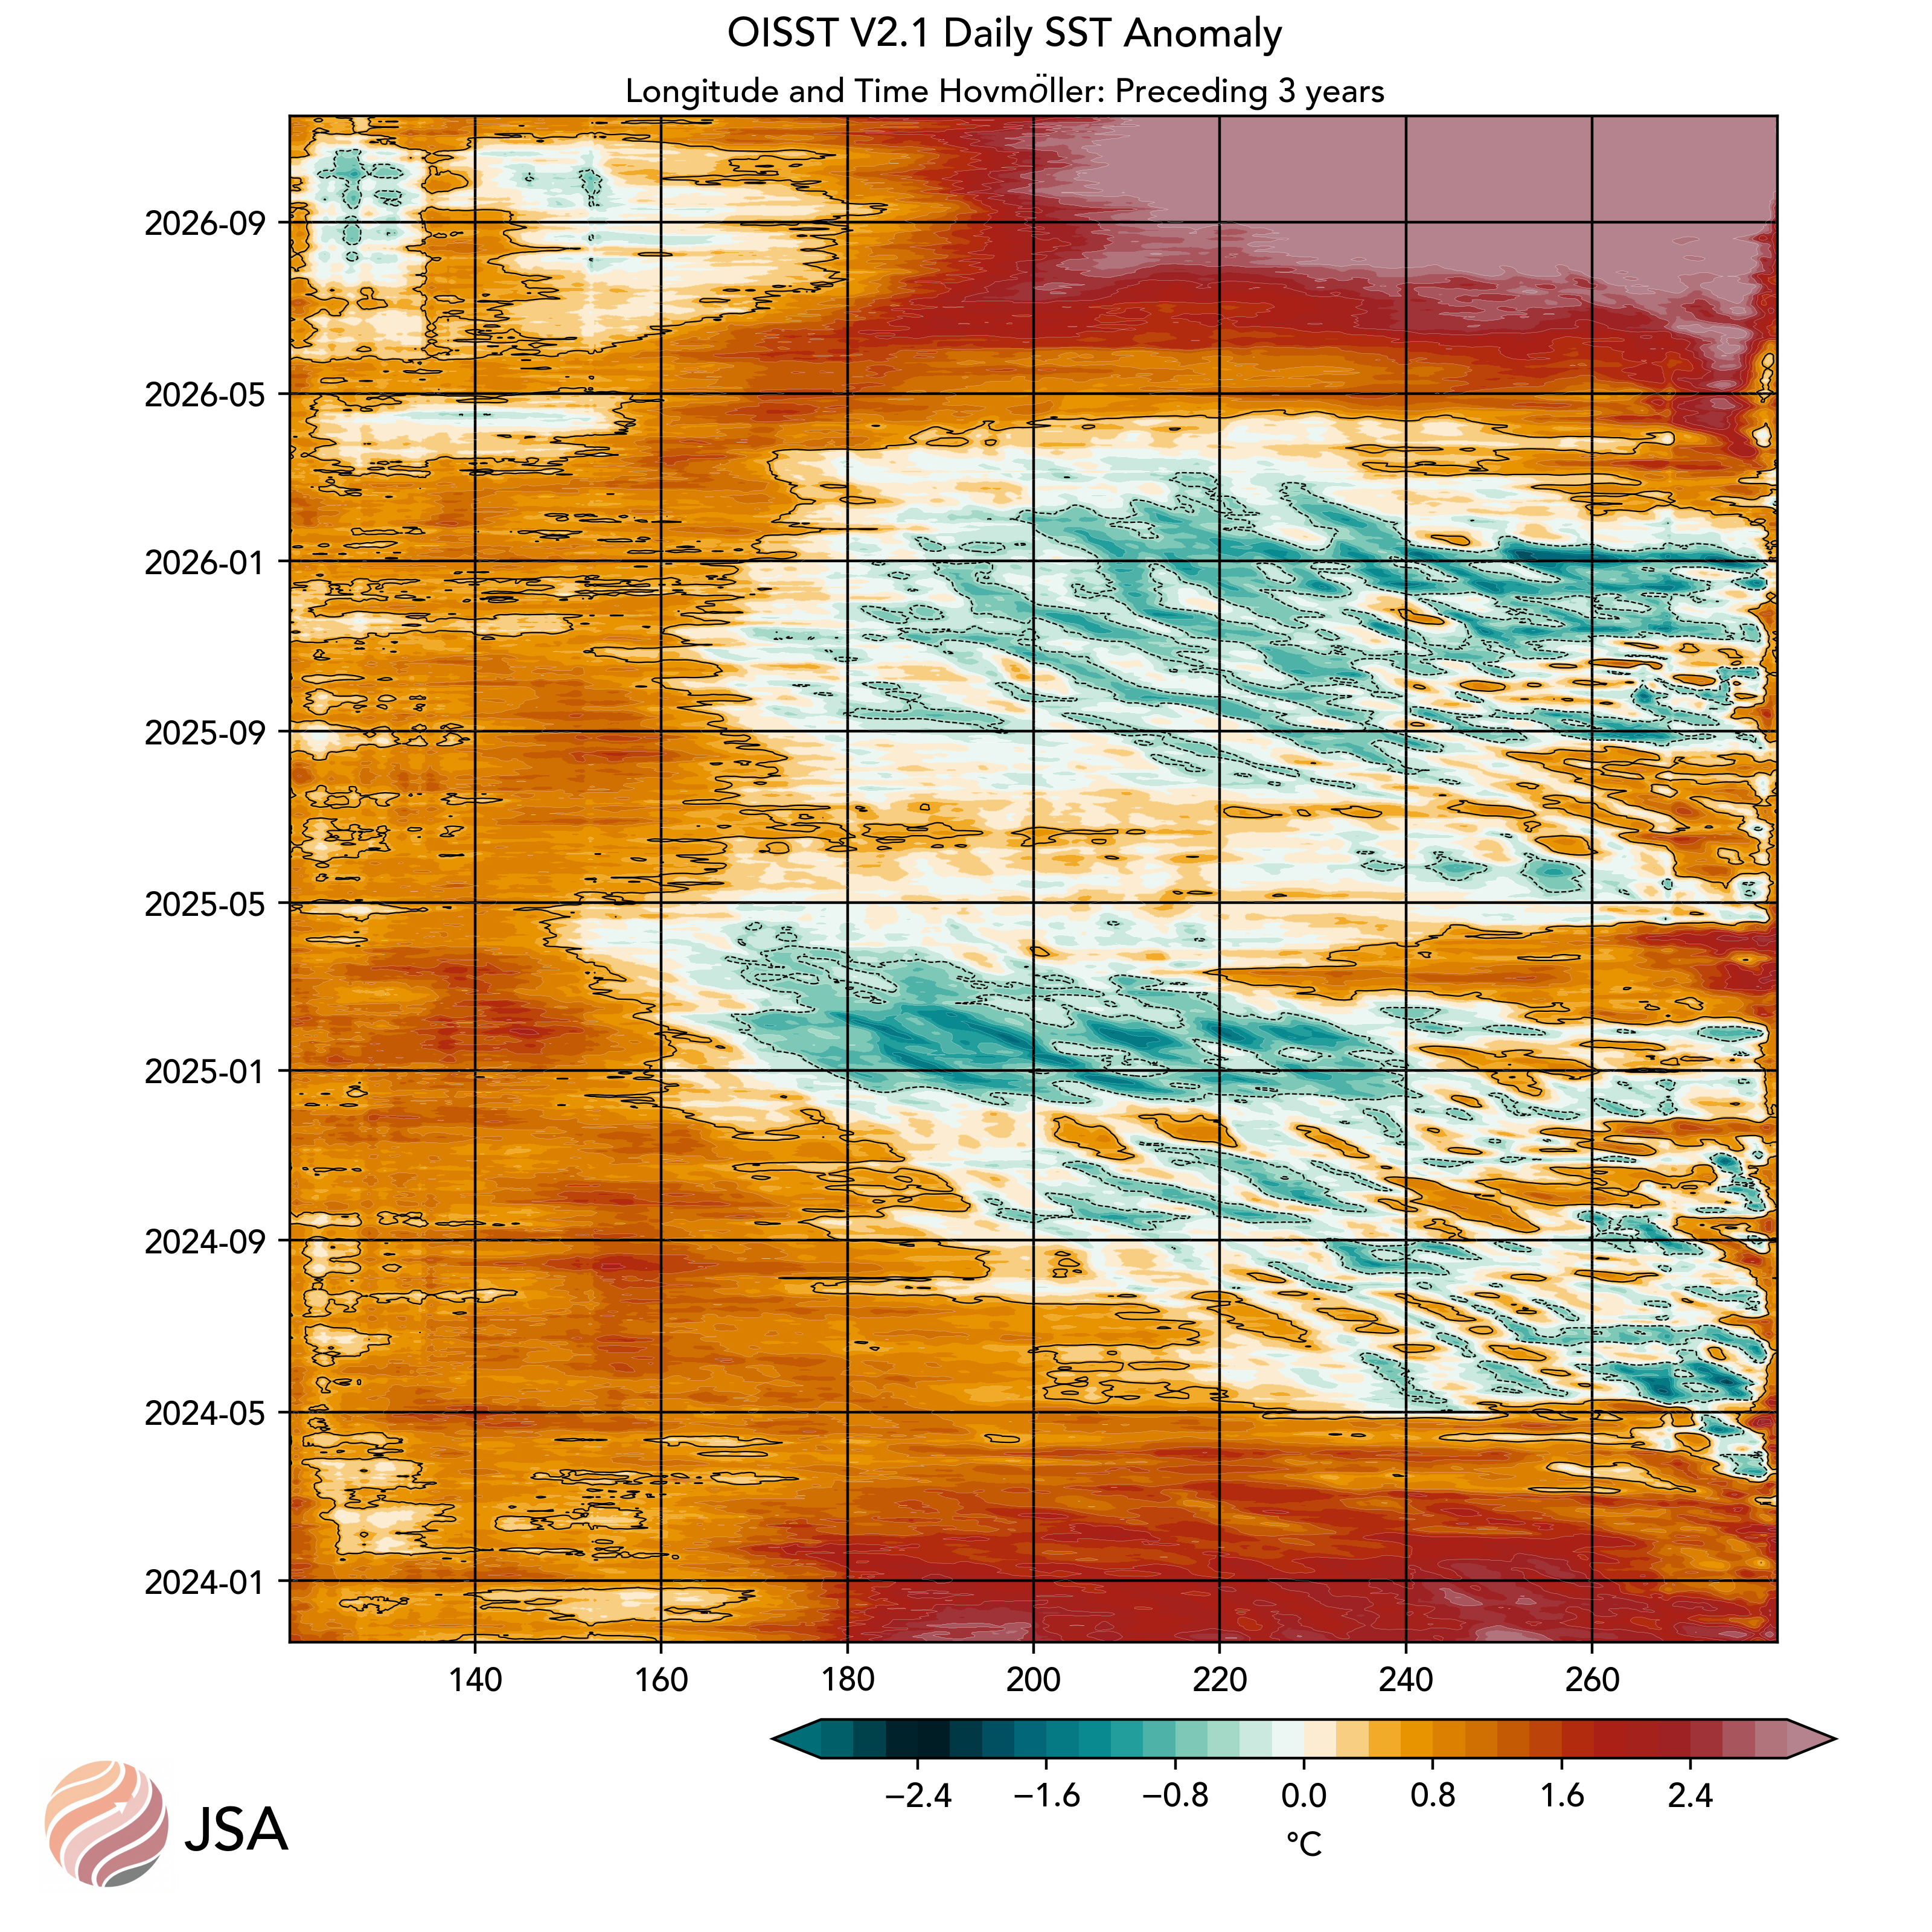 OISST V2.1 Daily SST Anomaly
Longitude and Time Hovmöller: Preceding 3 years
2026-09
2026-05
2026-01
2025-09
2025-05
2025-01
2024-09
2024-05
2024-01
140 160 180 200 220 240 260
−2.4 −1.6 −0.8 0.0 0.8 1.6 2.4
°C
JSA